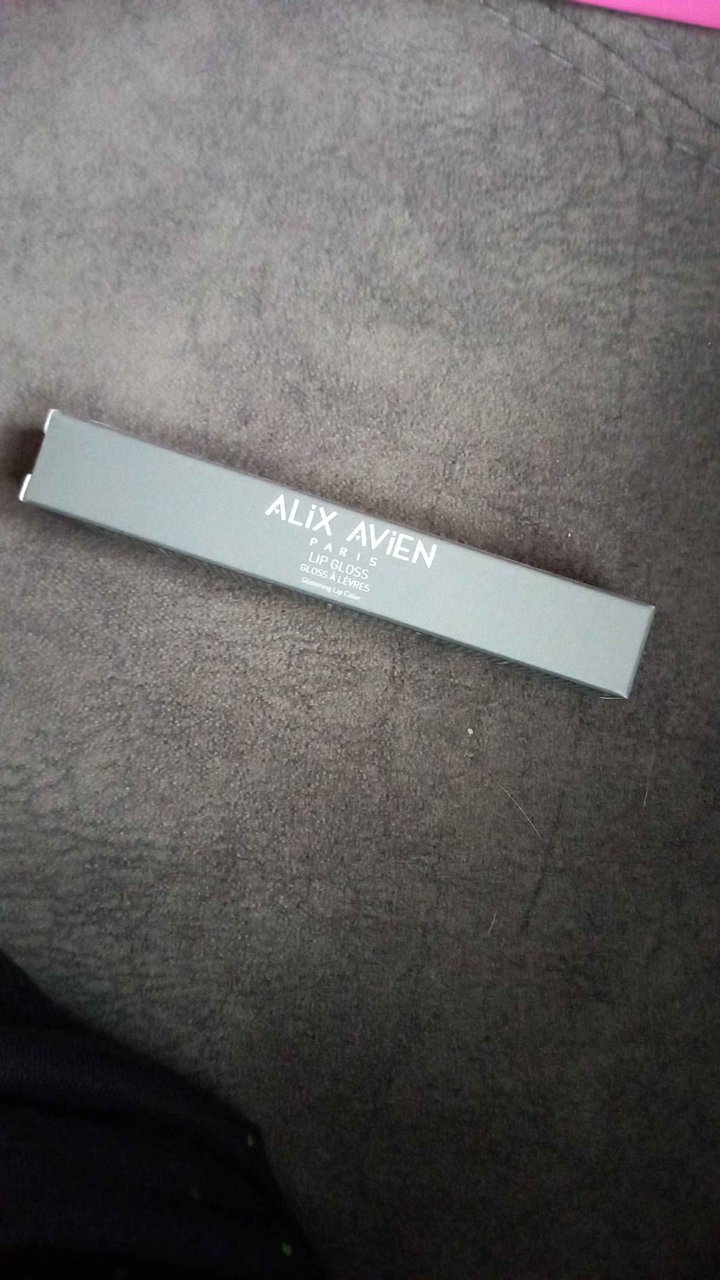 ALiX AViEN
PARIS
LIP GLOSS
GLOSS À LÈVRES
Glistening Lip Color